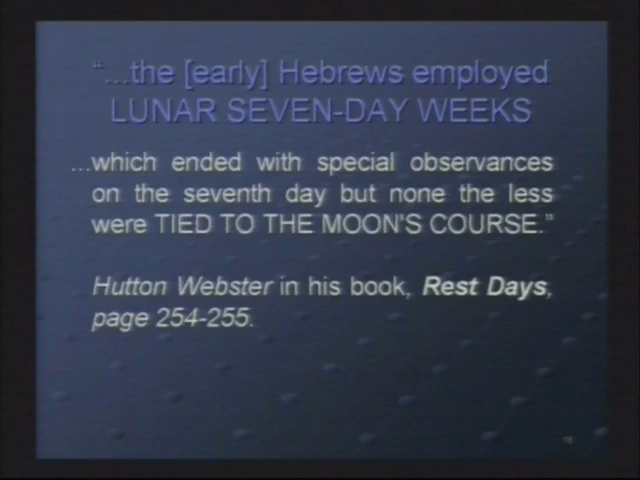 “...the [early] Hebrews employed
LUNAR SEVEN-DAY WEEKS
...which ended with special observances
on the seventh day but none the less
were TIED TO THE MOON'S COURSE.”
Hutton Webster in his book, Rest Days,
page 254-255.